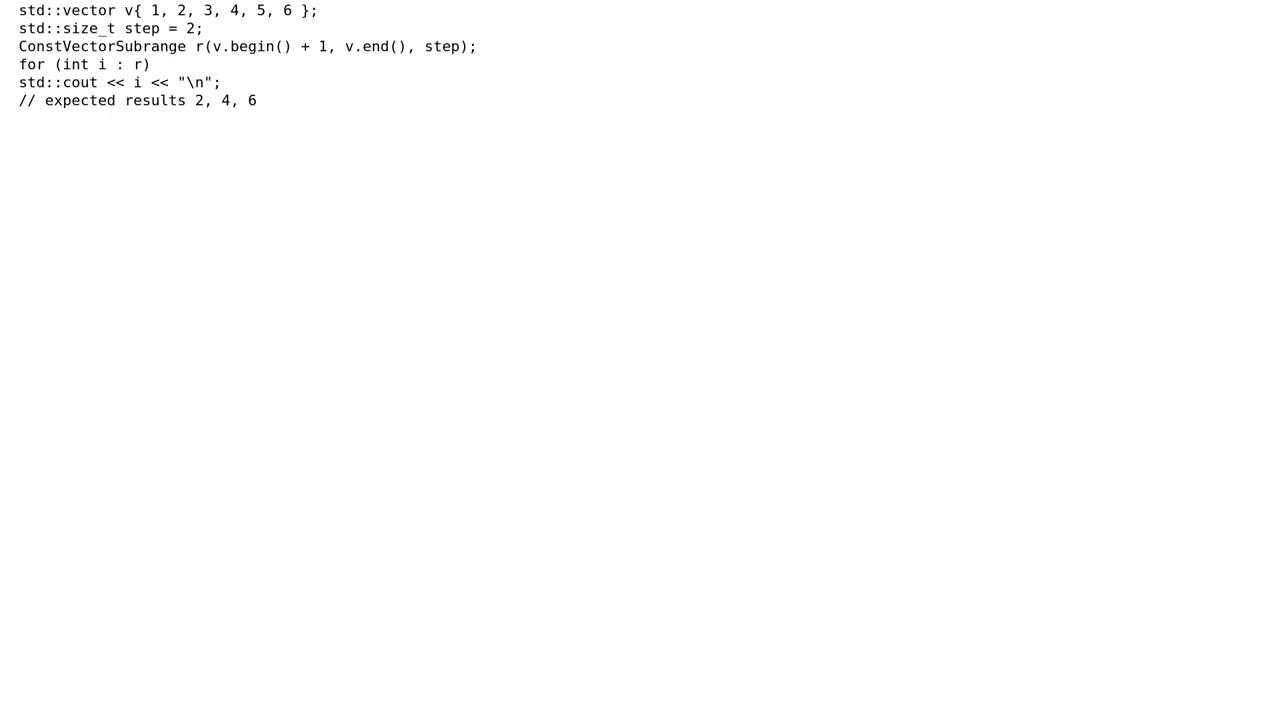 std::vector v{ 1, 2, 3, 4, 5, 6 };
std::size_t step = 2;
ConstVectorSubrange r(v.begin() + 1, v.end(), step);
for (int i : r)
std::cout << i << "\n";
// expected results 2, 4, 6